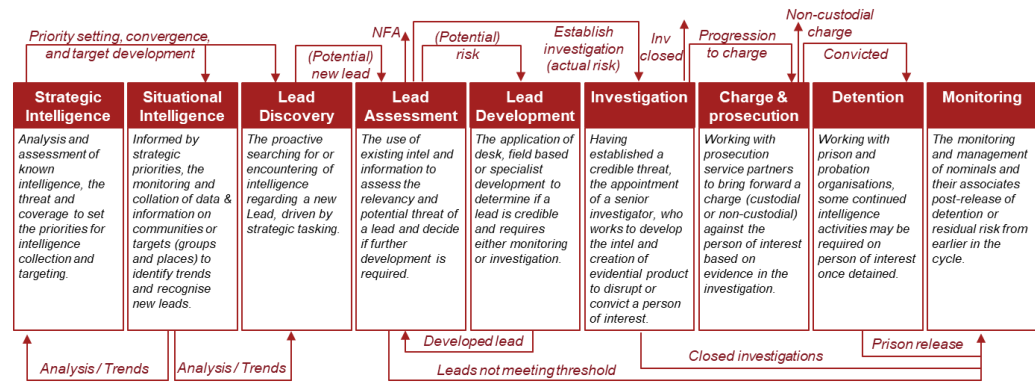 Priority setting, convergence,
and target development
(Potential)
new lead
NFA
(Potential)
risk
Establish
investigation
(actual risk)
Inv
closed
Progression
to charge
Non-custodial
charge
Convicted
Strategic
Intelligence
Analysis and
assessment of
known
intelligence, the
threat and
coverage to set
the priorities for
intelligence
collection and
targeting.
Situational
Intelligence
Informed by
strategic
priorities, the
monitoring and
collation of data &
information on
communities or
targets (groups
and places) to
identify trends
and recognise
new leads.
Lead
Discovery
The proactive
searching for or
encountering of
intelligence
regarding a new
Lead, driven by
strategic tasking.
Lead
Assessment
The use of
existing intel and
information to
assess the
relevancy and
potential threat of
a lead and decide
if further
development is
required.
Lead
Development
The application of
desk, field based
or specialist
development to
determine if a
lead is credible
and requires
either monitoring
or investigation.
Investigation
Having
established a
credible threat,
the appointment
of a senior
investigator, who
works to develop
the intel and
creation of
evidential product
to disrupt or
convict a person
of interest.
Charge &
prosecution
Working with
prosecution
service partners
to bring forward a
charge (custodial
or non-custodial)
against the
person of interest
based on
evidence in the
investigation.
Detention
Working with
prison and
probation
organisations,
some continued
intelligence
activities may be
required on
person of interest
once detained.
Monitoring
The monitoring
and management
of nominals and
their associates
post-release of
detention or
residual risk from
earlier in the
cycle.
Analysis / Trends
Analysis / Trends
Developed lead
Leads not meeting threshold
Closed investigations
Prison release